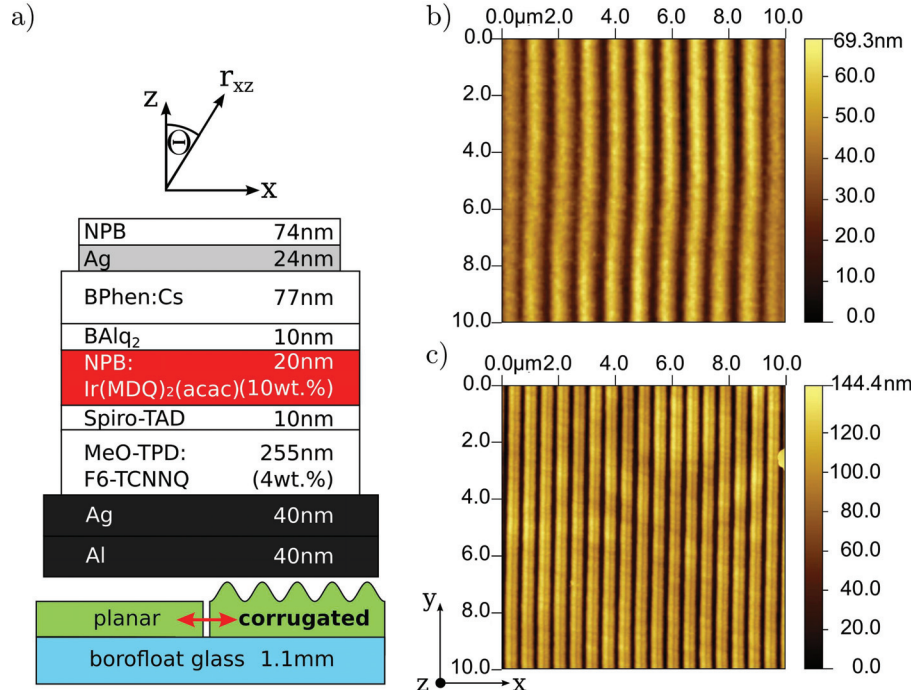 a)
z
r_xz
Θ
x
NPB 74nm
Ag 24nm
BPhen:Cs 77nm
BAlq₂ 10nm
NPB: 20nm
Ir(MDQ)₂(acac)(10wt.%)
Spiro-TAD 10nm
MeO-TPD: 255nm
F6-TCNNQ (4wt.%)
Ag 40nm
Al 40nm
planar corrugated
borofloat glass 1.1mm
b)
0.0µm 2.0 4.0 6.0 8.0 10.0
0.0
2.0
4.0
6.0
8.0
10.0
69.3nm
60.0
50.0
40.0
30.0
20.0
10.0
0.0
c)
0.0µm 2.0 4.0 6.0 8.0 10.0
0.0
2.0
4.0
6.0
8.0
10.0
144.4nm
120.0
100.0
80.0
60.0
40.0
20.0
0.0
y
z x